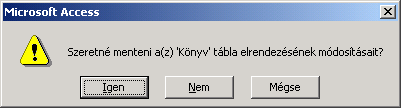 Microsoft Access
Szeretné menteni a(z) 'Könyv' tábla elrendezésének módosításait?
Igen Nem Mégse